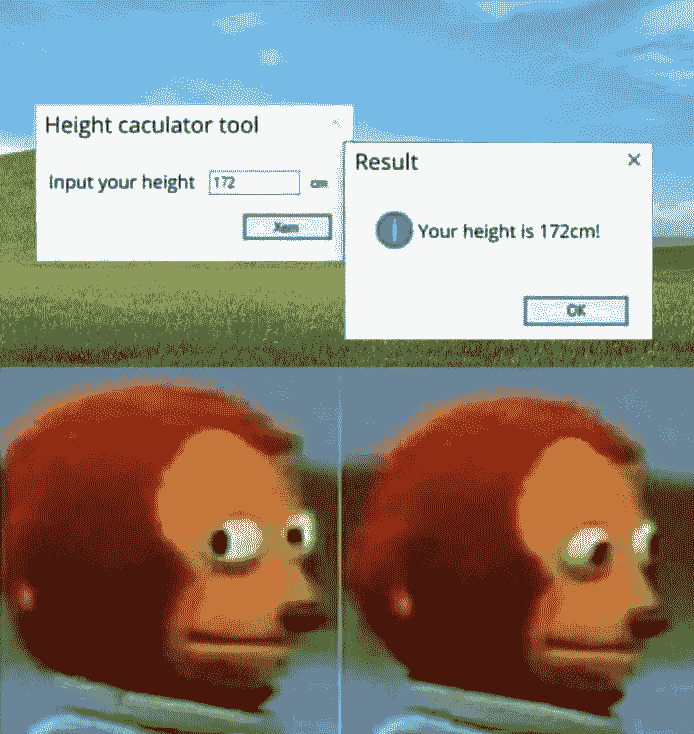 Height caculator tool
Input your height 172 cm
Xem
Result
Your height is 172cm!
OK